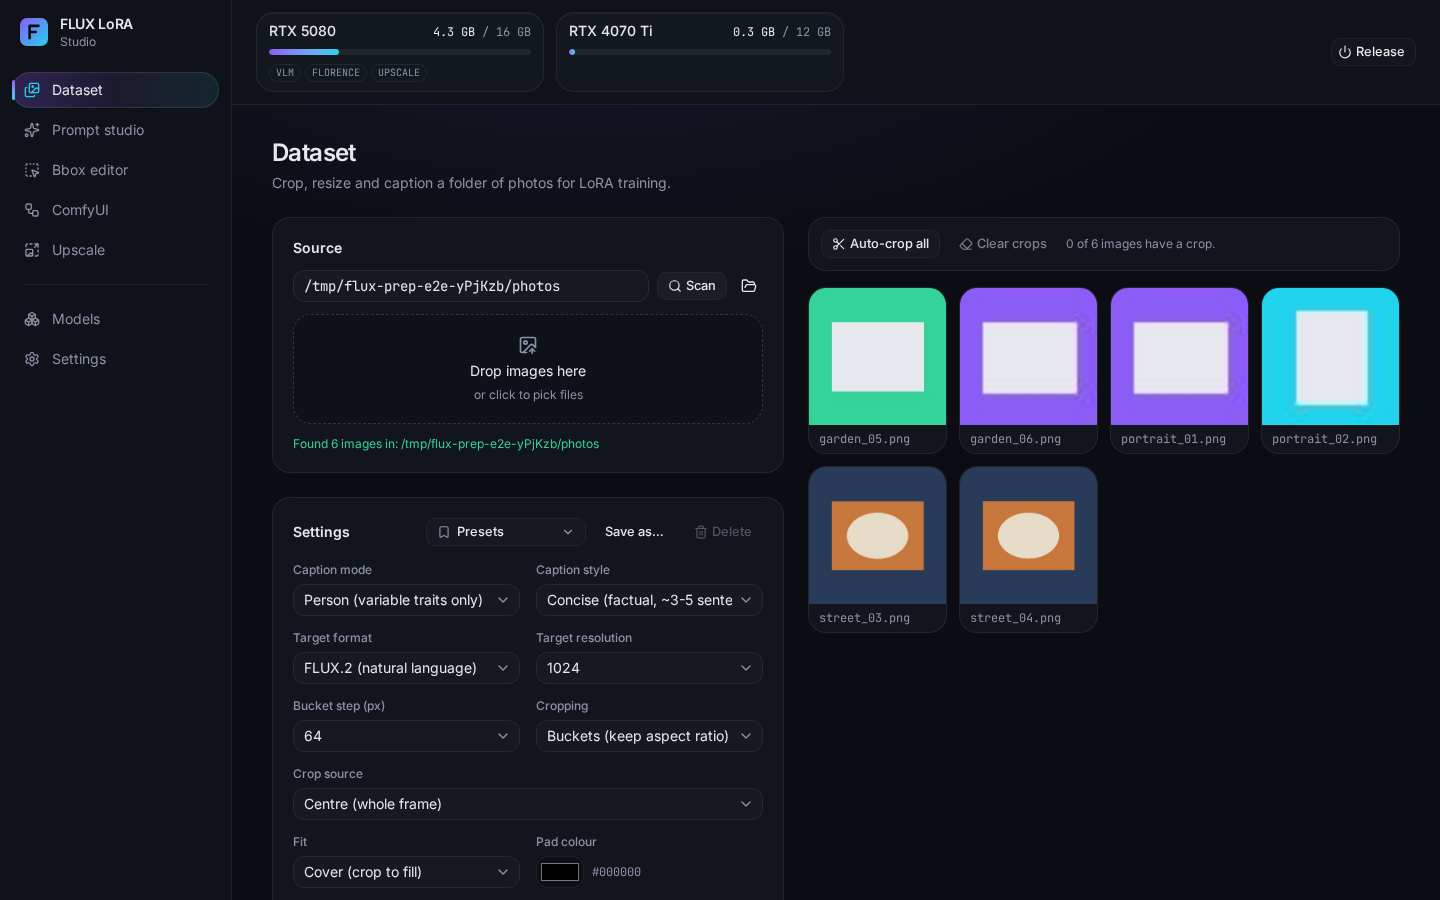 FLUX LoRA
Studio
Dataset
Prompt studio
Bbox editor
ComfyUI
Upscale
Models
Settings
RTX 5080
4.3 GB / 16 GB
VLM
FLORENCE
UPSCALE
RTX 4070 Ti
0.3 GB / 12 GB
Release
Dataset
Crop, resize and caption a folder of photos for LoRA training.
Source
/tmp/flux-prep-e2e-yPjKzb/photos
Scan
Drop images here
or click to pick files
Found 6 images in: /tmp/flux-prep-e2e-yPjKzb/photos
Settings
Presets
Save as...
Delete
Caption mode
Person (variable traits only)
Caption style
Concise (factual, ~3-5 sente
Target format
FLUX.2 (natural language)
Target resolution
1024
Bucket step (px)
64
Cropping
Buckets (keep aspect ratio)
Crop source
Centre (whole frame)
Fit
Cover (crop to fill)
Pad colour
#000000
Auto-crop all
Clear crops
0 of 6 images have a crop.
garden_05.png
garden_06.png
portrait_01.png
portrait_02.png
street_03.png
street_04.png